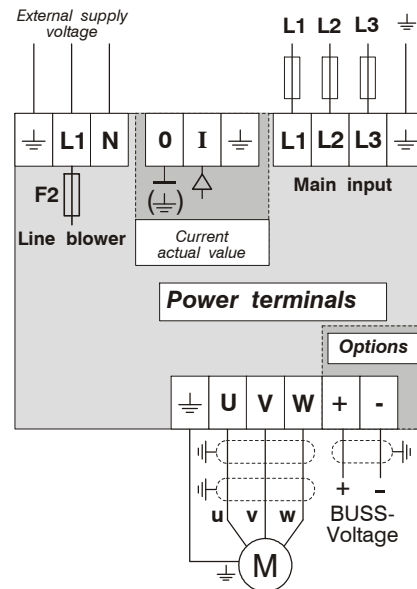 External supply
voltage
L1 L2 L3
L1 N
0 I
L1 L2 L3
F2
Line blower
Main input
Current
actual value
Power terminals
Options
U V W + -
+ -
u v w
BUSS-
Voltage
M